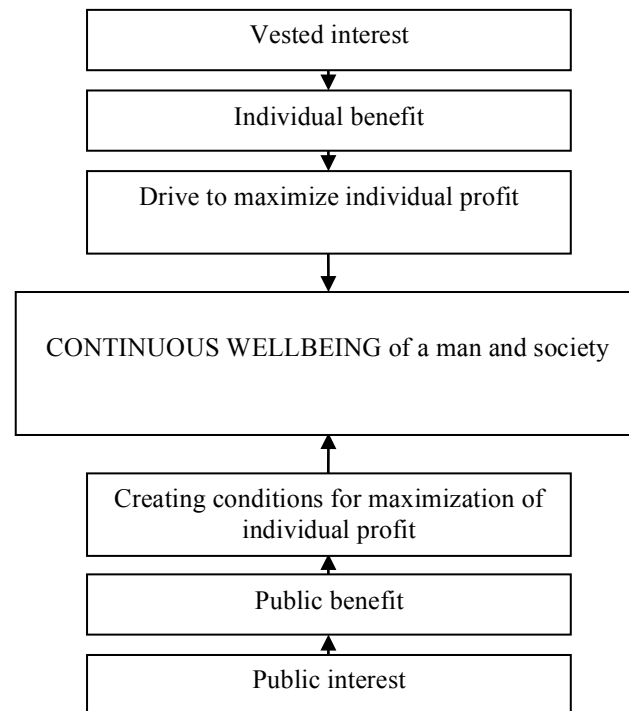 Vested interest
Individual benefit
Drive to maximize individual profit
CONTINUOUS WELLBEING of a man and society
Creating conditions for maximization of
individual profit
Public benefit
Public interest